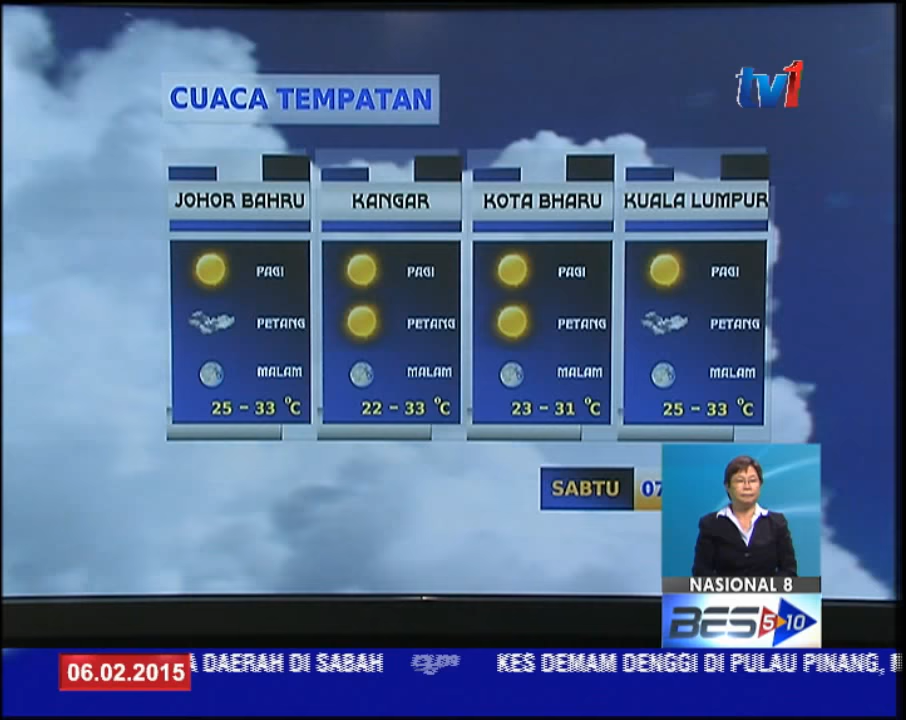 tv1
CUACA TEMPATAN
JOHOR BAHRU
PAGI
PETANG
MALAM
25 - 33 °C
KANGAR
PAGI
PETANG
MALAM
22 - 33 °C
KOTA BHARU
PAGI
PETANG
MALAM
23 - 31 °C
KUALA LUMPUR
PAGI
PETANG
MALAM
25 - 33 °C
SABTU 07
NASIONAL 8
BES 5 10
06.02.2015
A DAERAH DI SABAH KES DEMAM DENGGI DI PULAU PINANG,